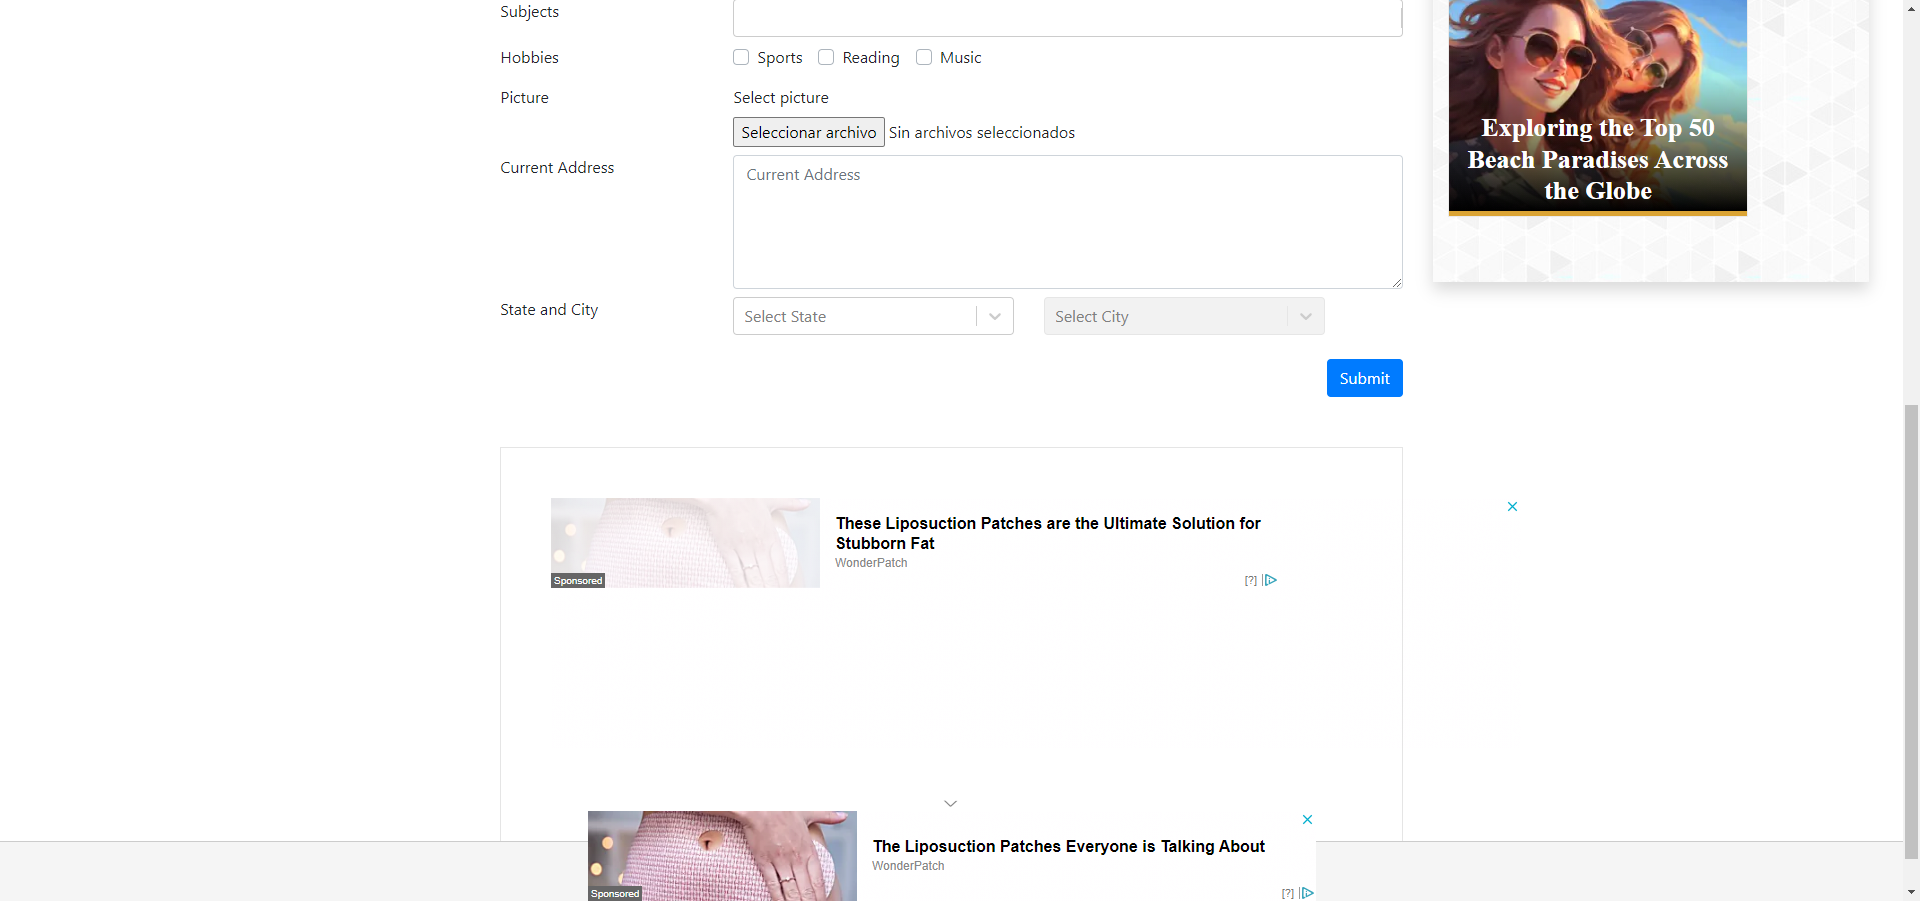 Subjects
Hobbies
Sports
Reading
Music
Picture
Select picture
Seleccionar archivo
Sin archivos seleccionados
Current Address
Current Address
State and City
Select State
Select City
Submit
Exploring the Top 50
Beach Paradises Across
the Globe
These Liposuction Patches are the Ultimate Solution for
Stubborn Fat
WonderPatch
Sponsored
[?]
The Liposuction Patches Everyone is Talking About
WonderPatch
Sponsored
[?]